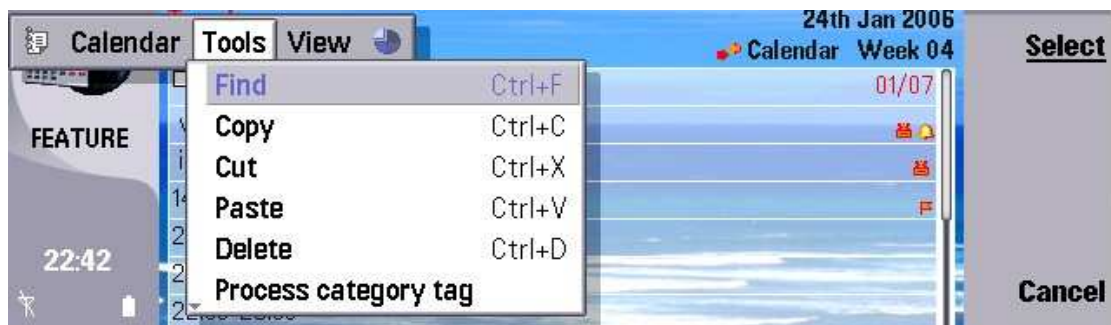 24th Jan 2006
Calendar Tools View
Calendar Week 04
Select
Find Ctrl+F
01/07
FEATURE
Copy Ctrl+C
Cut Ctrl+X
Paste Ctrl+V
Delete Ctrl+D
22:42
Process category tag
Cancel